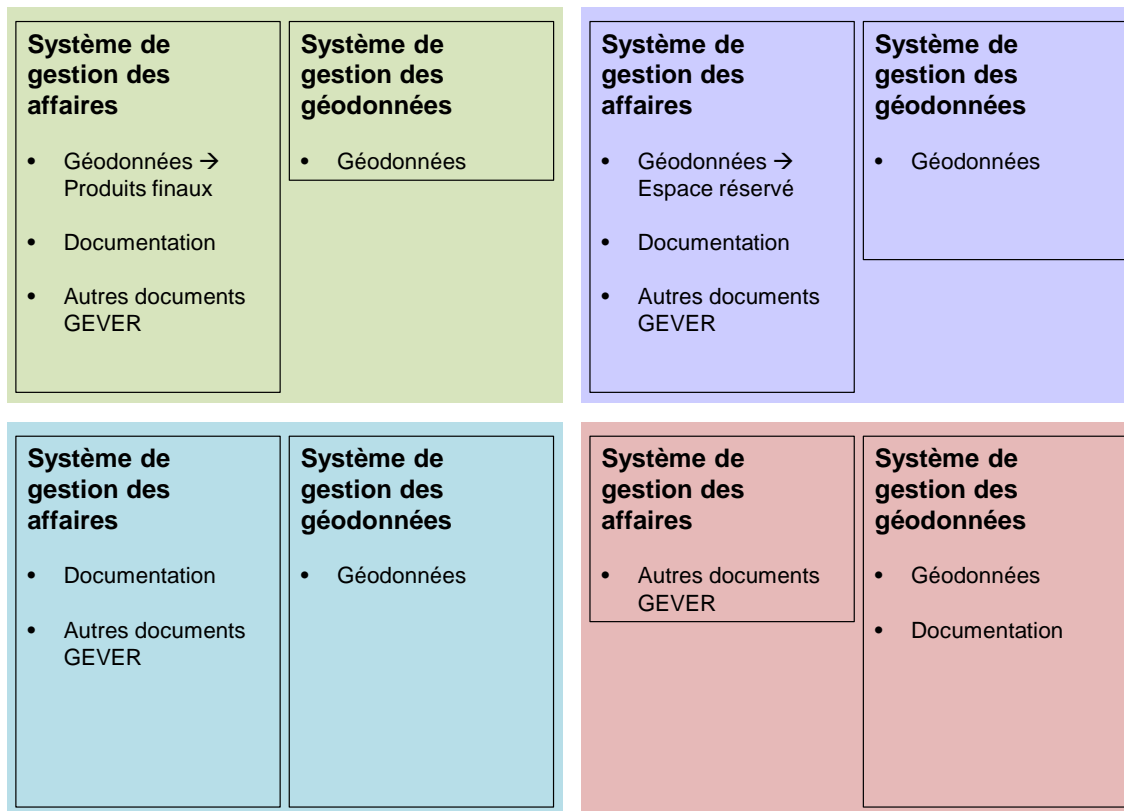 Système de
gestion des
affaires
• Géodonnées →
Produits finaux
• Documentation
• Autres documents
GEVER
Système de
gestion des
géodonnées
• Géodonnées
Système de
gestion des
affaires
• Géodonnées →
Espace réservé
• Documentation
• Autres documents
GEVER
Système de
gestion des
géodonnées
• Géodonnées
Système de
gestion des
affaires
• Documentation
• Autres documents
GEVER
Système de
gestion des
géodonnées
• Géodonnées
Système de
gestion des
affaires
• Autres documents
GEVER
Système de
gestion des
géodonnées
• Géodonnées
• Documentation